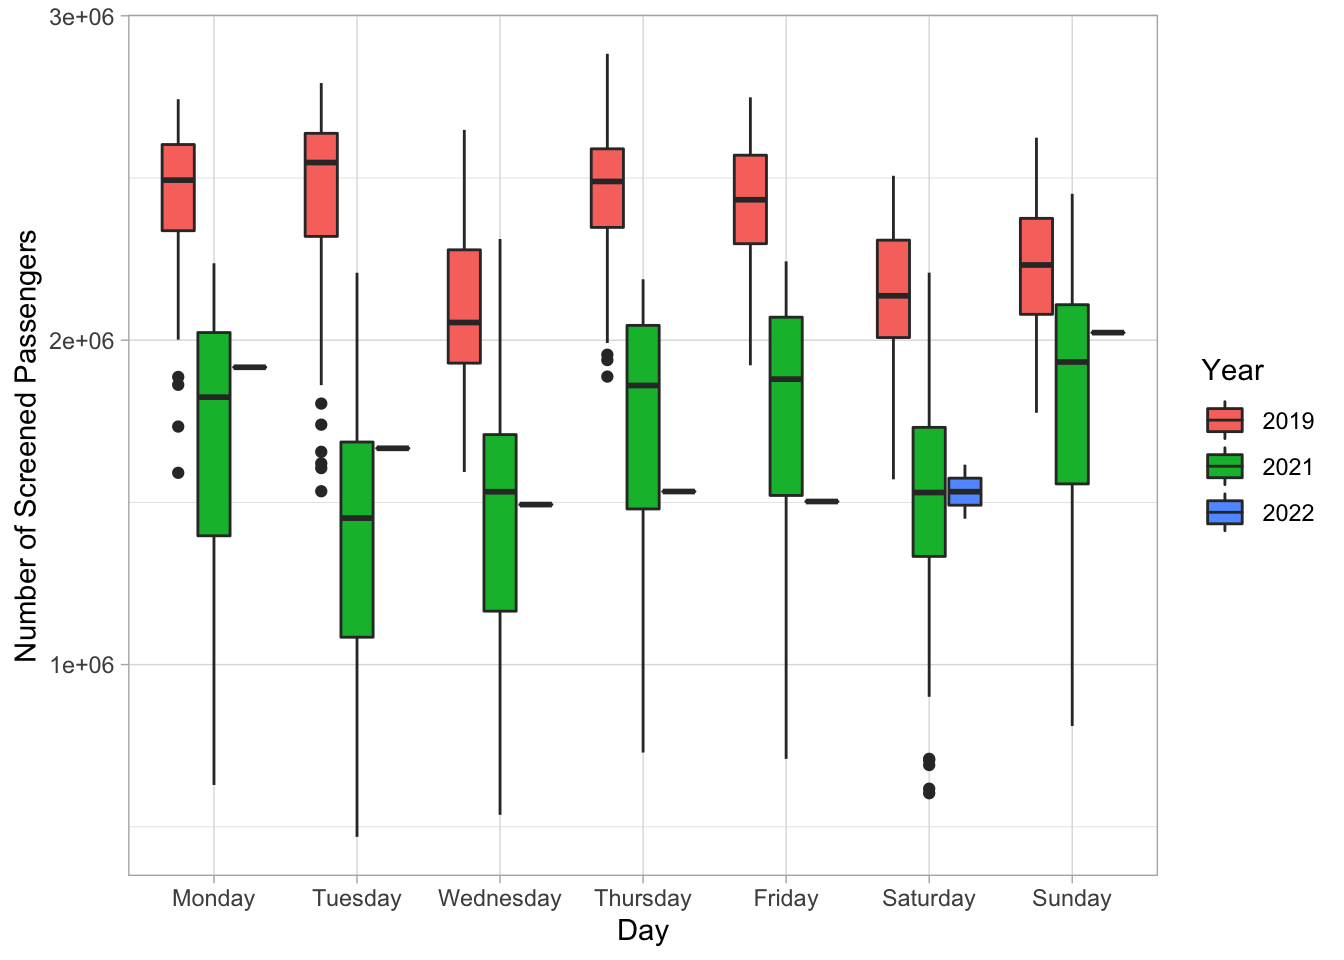 3e+06
2e+06
1e+06
Number of Screened Passengers
Monday
Tuesday
Wednesday
Thursday
Friday
Saturday
Sunday
Day
Year
2019
2021
2022